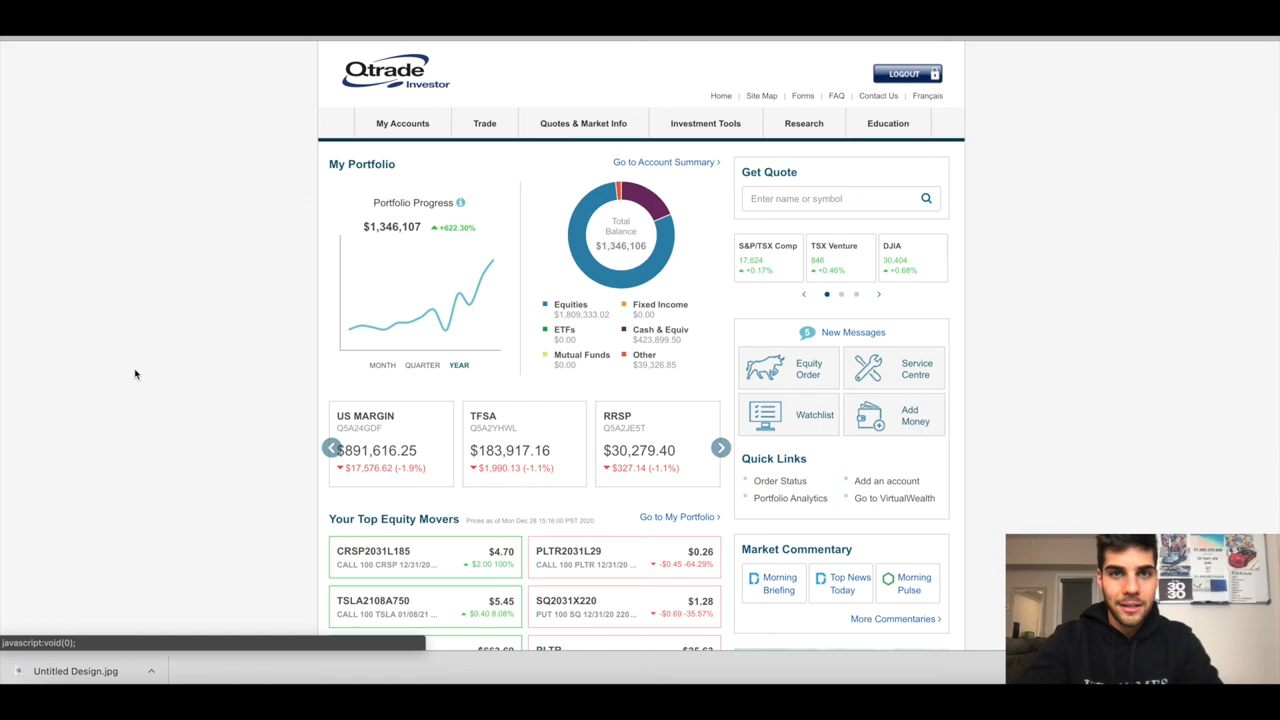 Qtrade
Investor
LOGOUT
Home | Site Map | Forms | FAQ | Contact Us | Français
My Accounts
Trade
Quotes & Market Info
Investment Tools
Research
Education
My Portfolio
Go to Account Summary ›
Portfolio Progress
$1,346,107 +622.30%
MONTH QUARTER YEAR
Total
Balance
$1,346,106
Equities
$1,809,333.02
Fixed Income
$0.00
ETFs
$0.00
Cash & Equiv
$423,899.50
Mutual Funds
$0.00
Other
$39,326.85
Get Quote
Enter name or symbol
S&P/TSX Comp
17,624
+0.17%
TSX Venture
846
+0.46%
DJIA
30,404
+0.68%
5 New Messages
Equity
Order
Service
Centre
Watchlist
Add
Money
Quick Links
Order Status
Add an account
Portfolio Analytics
Go to VirtualWealth
US MARGIN
Q5A24GDF
$891,616.25
$17,576.62 (-1.9%)
TFSA
Q5A2YHWL
$183,917.16
$1,990.13 (-1.1%)
RRSP
Q5A2JE5T
$30,279.40
$327.14 (-1.1%)
Your Top Equity Movers Prices as of Mon Dec 28 15:16:00 PST 2020
Go to My Portfolio ›
CRSP2031L185 $4.70
CALL 100 CRSP 12/31/20... $2.00 100%
PLTR2031L29 $0.26
CALL 100 PLTR 12/31/20 ... -$0.45 -64.29%
TSLA2108A750 $5.45
CALL 100 TSLA 01/08/21 ... $0.40 8.08%
SQ2031X220 $1.28
PUT 100 SQ 12/31/20 220... -$0.69 -35.57%
PLTR
Market Commentary
Morning
Briefing
Top News
Today
Morning
Pulse
More Commentaries ›
javascript:void(0);
Untitled Design.jpg